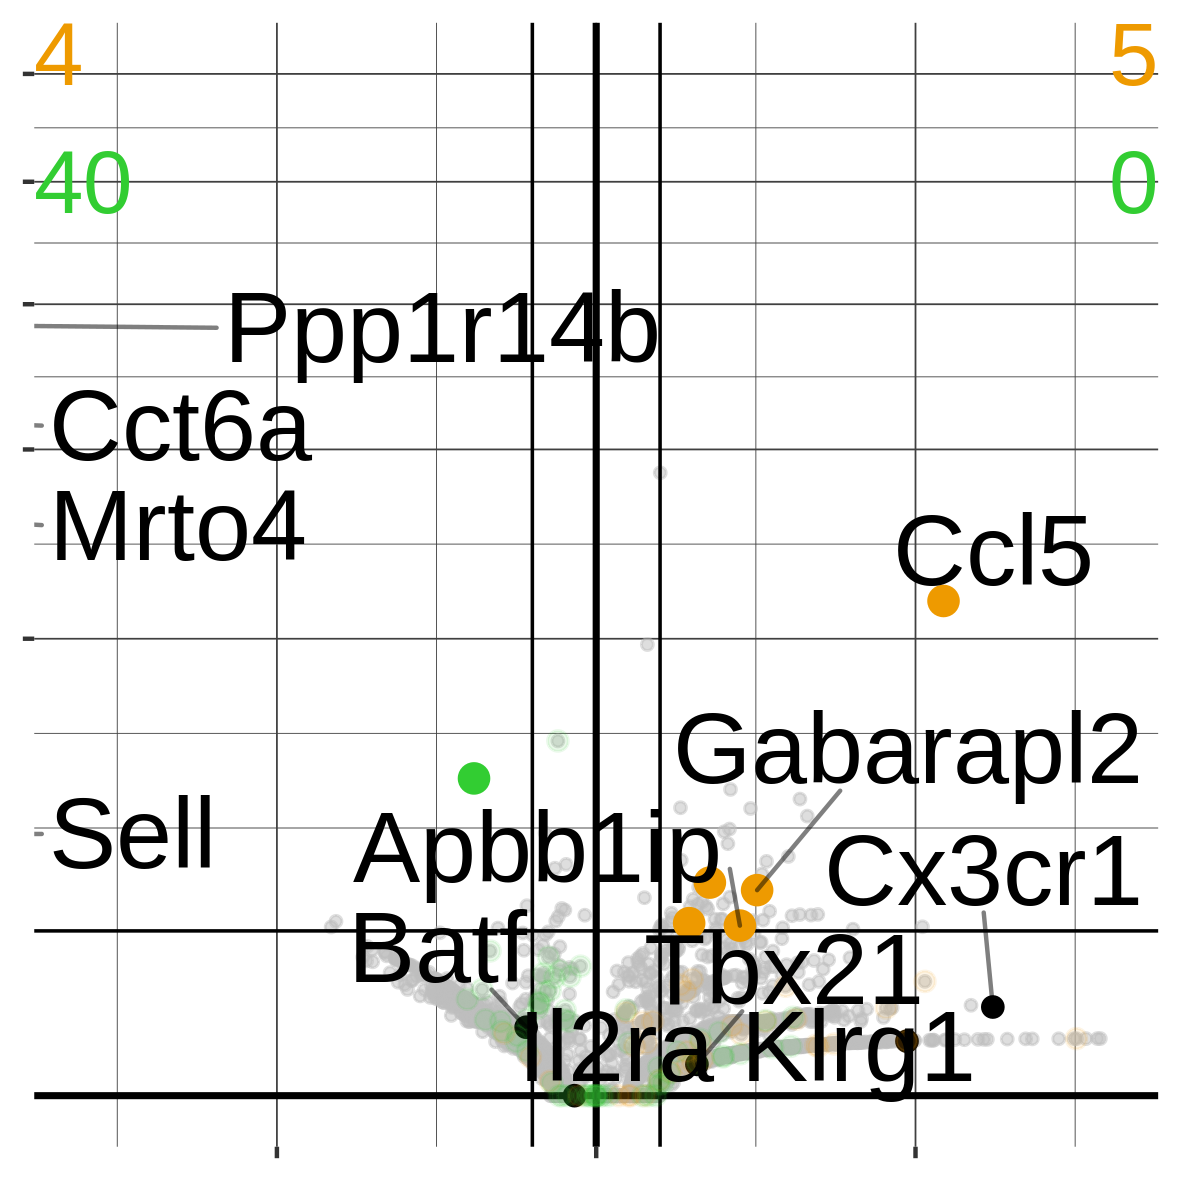 4
5
40
0
Ppp1r14b
Cct6a
Mrto4
Ccl5
Gabarapl2
Sell
Apbb1ip
Cx3cr1
Batf
Tbx21
Il2ra
Klrg1